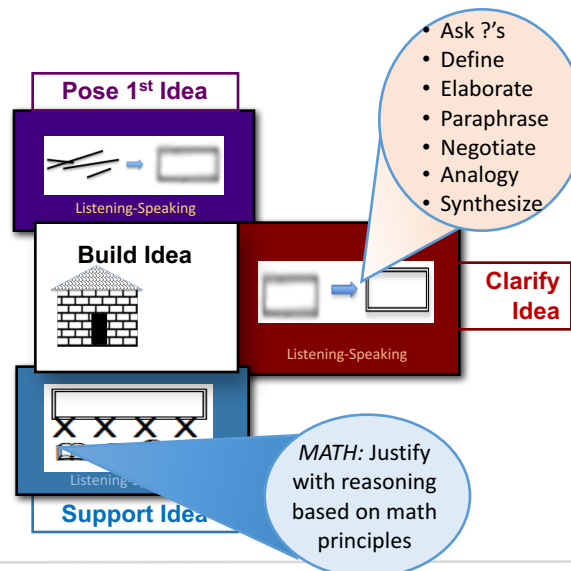 • Ask ?'s
• Define
• Elaborate
• Paraphrase
• Negotiate
• Analogy
• Synthesize
Pose 1st Idea
Listening-Speaking
Build Idea
Clarify
Idea
Listening-Speaking
MATH: Justify
with reasoning
based on math
principles
Support Idea